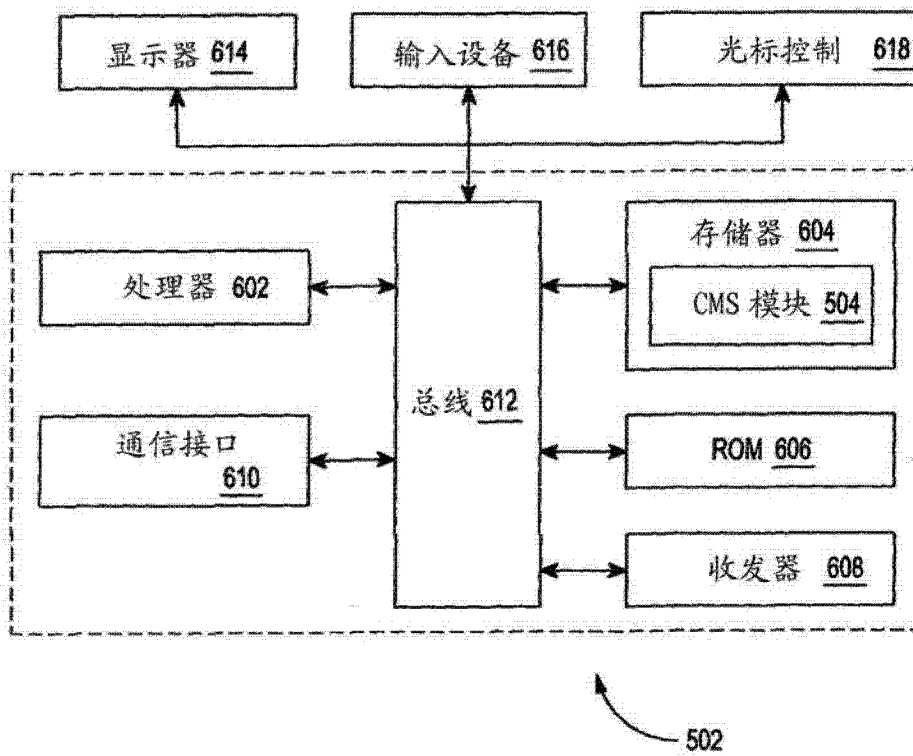 显示器 614
输入设备 616
光标控制 618
处理器 602
存储器 604
CMS 模块 504
总线 612
通信接口
610
ROM 606
收发器 608
502